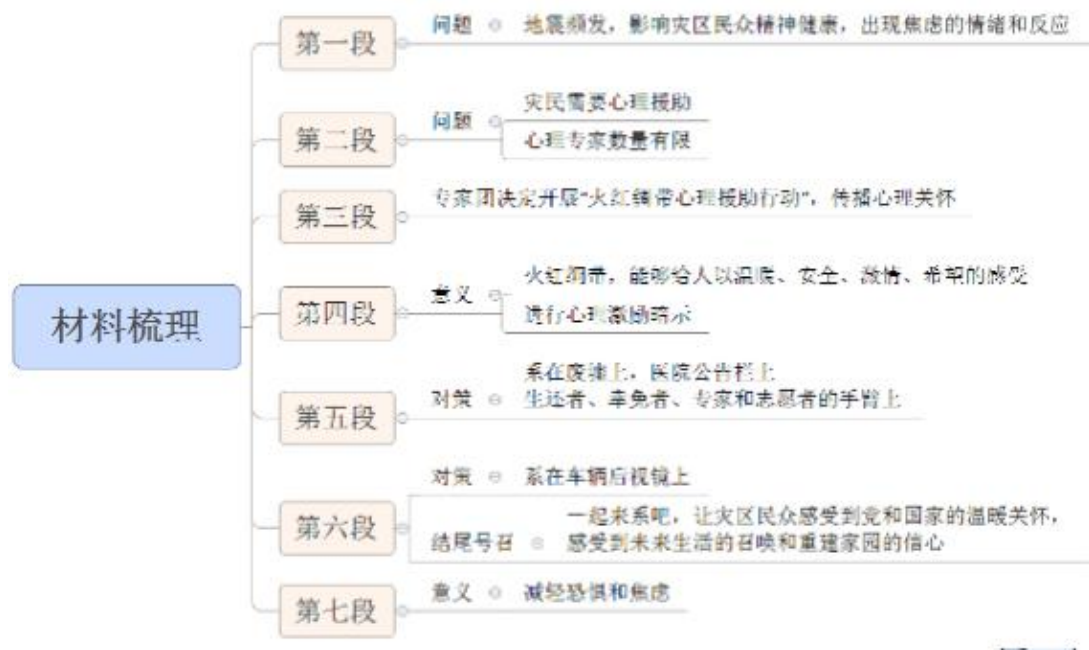 材料梳理
第一段
问题
地震频发，影响灾区民众精神健康，出现焦虑的情绪和反应
第二段
问题
灾民需要心理援助
心理专家数量有限
第三段
专家团决定开展“火红绸带心理援助行动”，传播心理关怀
第四段
意义
火红绸带，能够给人以温暖、安全、激情、希望的感受
进行心理激励暗示
第五段
对策
系在废墟上，医院公告栏上
生还者、幸免者、专家和志愿者的手臂上
第六段
对策
系在车辆后视镜上
结尾号召
一起来系吧，让灾区民众感受到党和国家的温暖关怀，
感受到未来生活的召唤和重建家园的信心
第七段
意义
减轻恐惧和焦虑